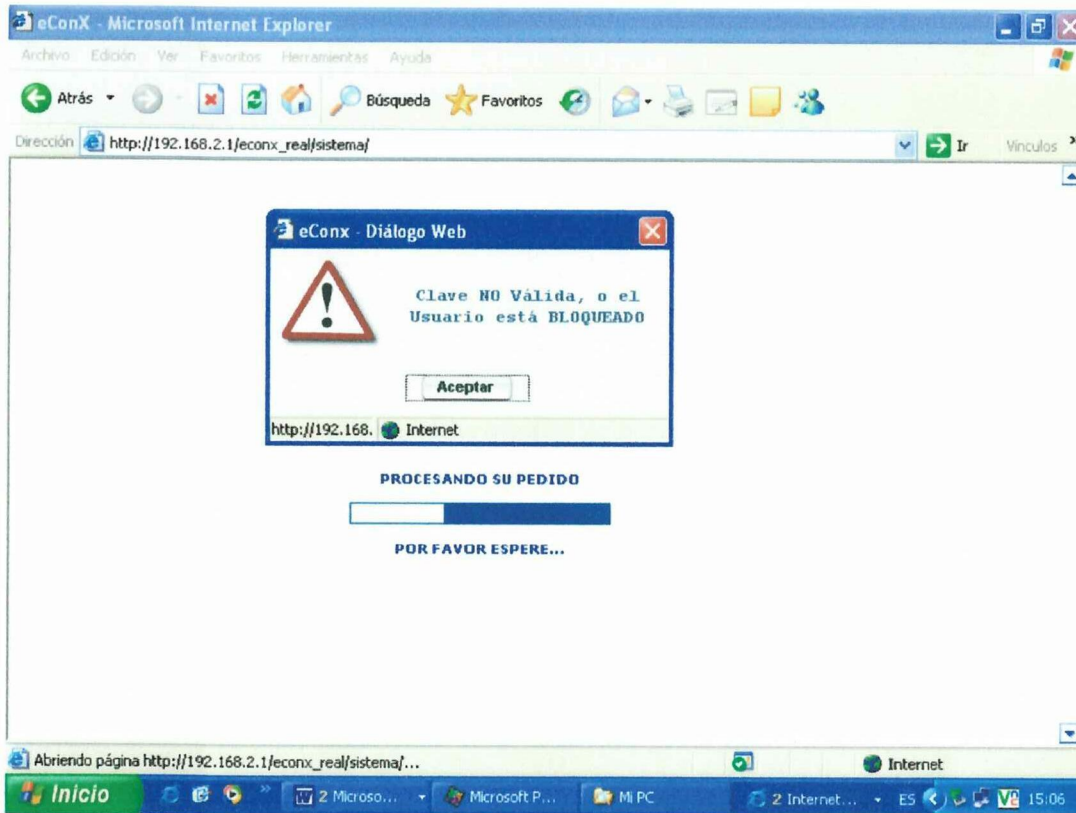 eConX - Microsoft Internet Explorer
Archivo Edición Ver Favoritos Herramientas Ayuda
Atrás Búsqueda Favoritos
Dirección http://192.168.2.1/econx_real/sistema/ Ir Vínculos
eConx - Diálogo Web
Clave NO Válida, o el
Usuario está BLOQUEADO
Aceptar
http://192.168. Internet
PROCESANDO SU PEDIDO
POR FAVOR ESPERE...
Abriendo página http://192.168.2.1/econx_real/sistema/... Internet
Inicio 2 Microso... Microsoft P... Mi PC 2 Internet... ES 15:06